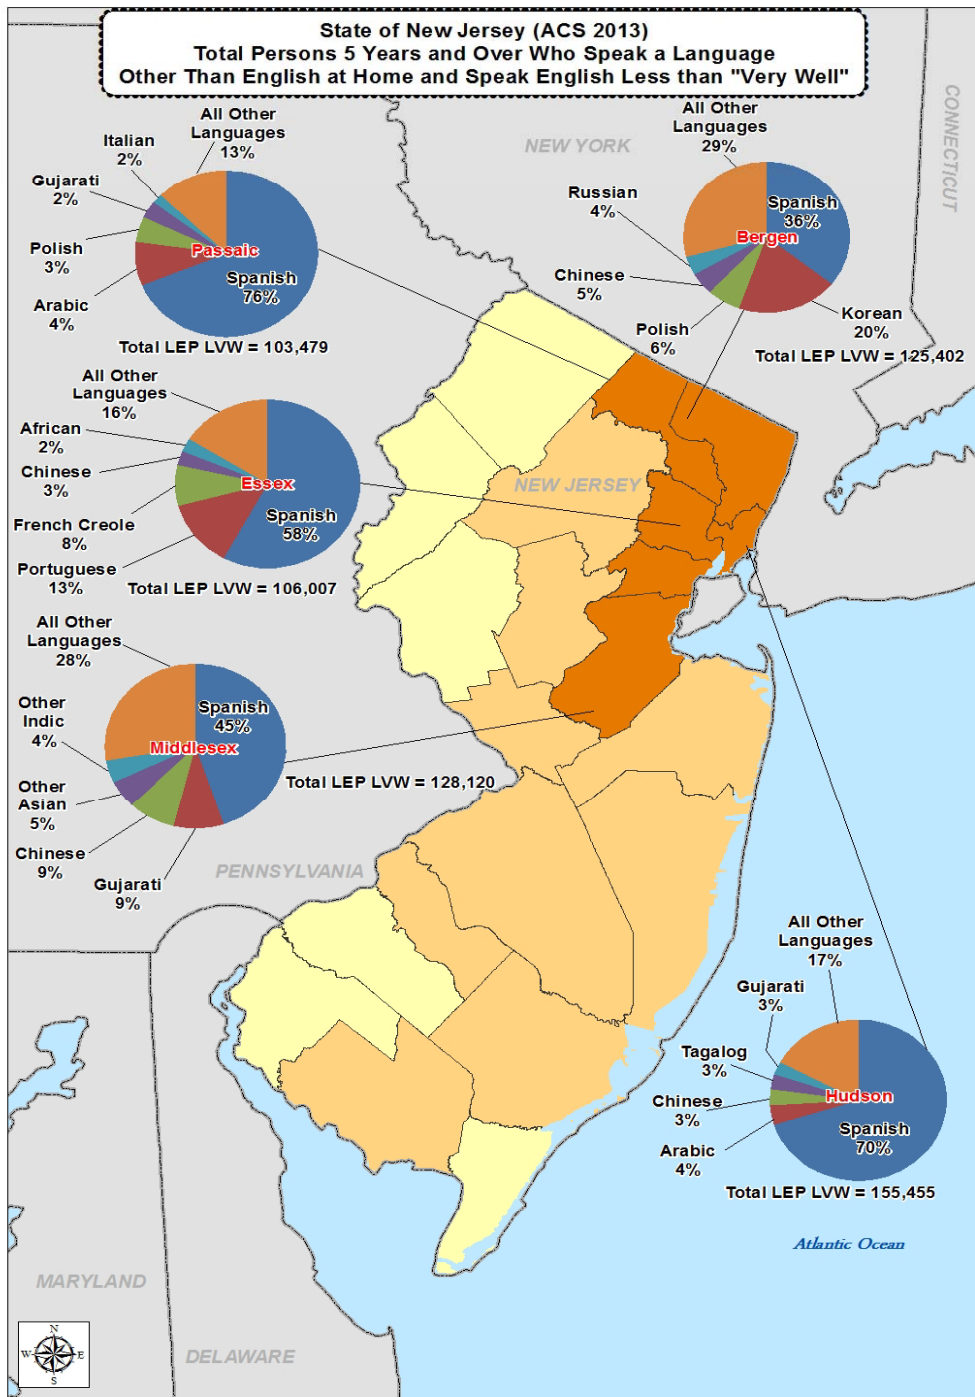 State of New Jersey (ACS 2013)
Total Persons 5 Years and Over Who Speak a Language
Other Than English at Home and Speak English Less than "Very Well"
All Other
Languages
13%
Italian
2%
Gujarati
2%
Polish
3%
Arabic
4%
Passaic
Spanish
76%
Total LEP LVW = 103,479
NEW YORK
CONNECTICUT
All Other
Languages
29%
Russian
4%
Chinese
5%
Polish
6%
Spanish
36%
Bergen
Korean
20%
Total LEP LVW = 125,402
All Other
Languages
16%
African
2%
Chinese
3%
French Creole
8%
Portuguese
13%
Essex
Spanish
58%
Total LEP LVW = 106,007
NEW JERSEY
All Other
Languages
28%
Other
Indic
4%
Other
Asian
5%
Chinese
9%
Gujarati
9%
Spanish
45%
Middlesex
Total LEP LVW = 128,120
PENNSYLVANIA
All Other
Languages
17%
Gujarati
3%
Tagalog
3%
Chinese
3%
Arabic
4%
Hudson
Spanish
70%
Total LEP LVW = 155,455
Atlantic Ocean
MARYLAND
DELAWARE
N
W
E
S